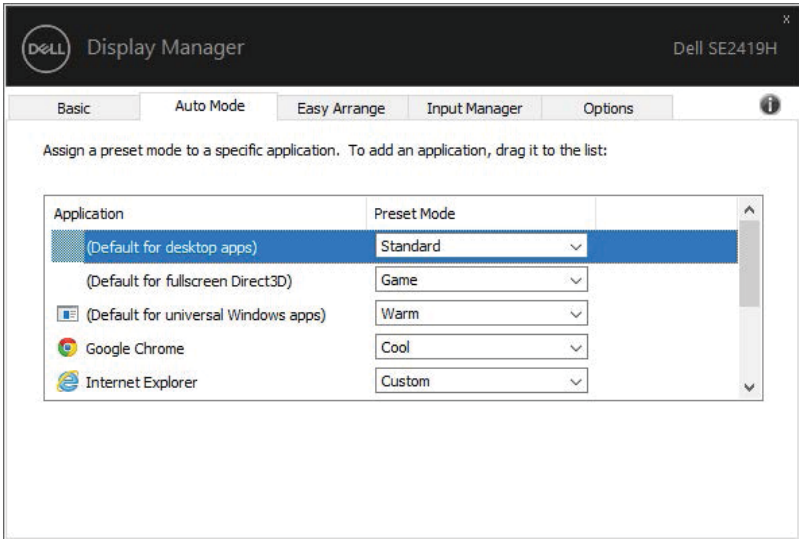 x
DELL Display Manager Dell SE2419H
Basic Auto Mode Easy Arrange Input Manager Options i
Assign a preset mode to a specific application. To add an application, drag it to the list:
Application Preset Mode
(Default for desktop apps) Standard
(Default for fullscreen Direct3D) Game
(Default for universal Windows apps) Warm
Google Chrome Cool
Internet Explorer Custom